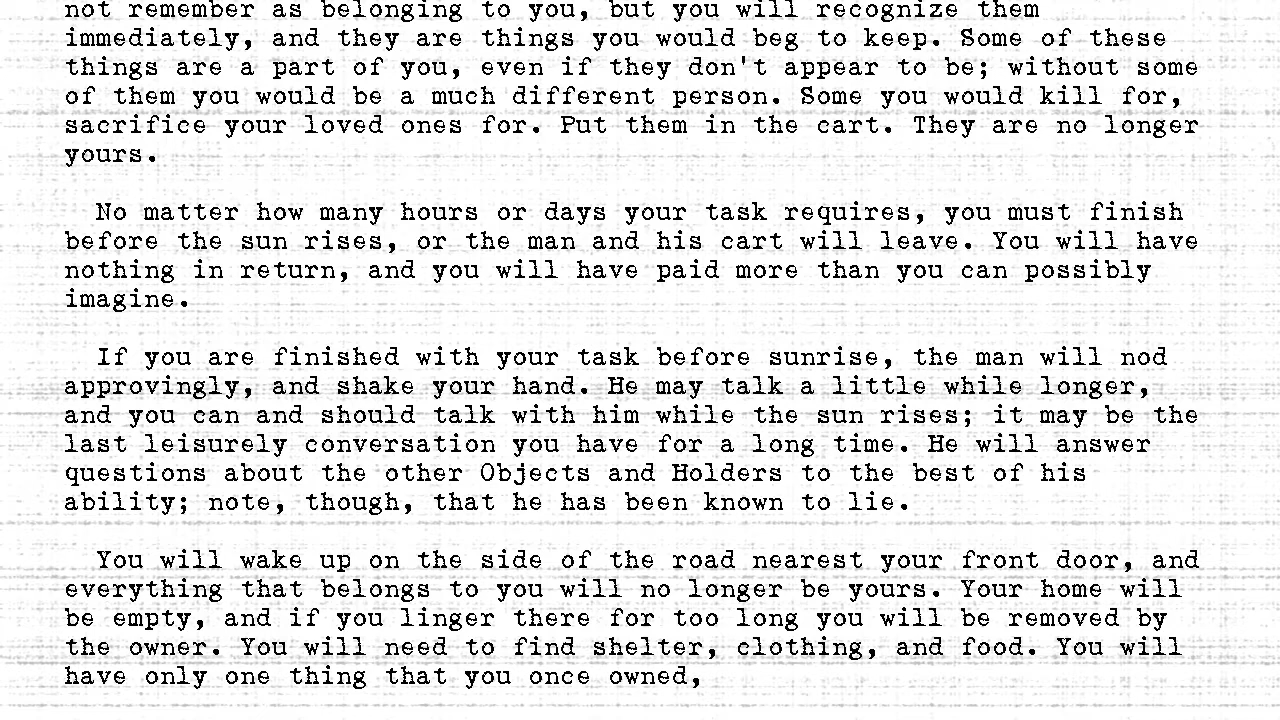 not remember as belonging to you, but you will recognize them
immediately, and they are things you would beg to keep. Some of these
things are a part of you, even if they don't appear to be; without some
of them you would be a much different person. Some you would kill for,
sacrifice your loved ones for. Put them in the cart. They are no longer
yours.
No matter how many hours or days your task requires, you must finish
before the sun rises, or the man and his cart will leave. You will have
nothing in return, and you will have paid more than you can possibly
imagine.
If you are finished with your task before sunrise, the man will nod
approvingly, and shake your hand. He may talk a little while longer,
and you can and should talk with him while the sun rises; it may be the
last leisurely conversation you have for a long time. He will answer
questions about the other Objects and Holders to the best of his
ability; note, though, that he has been known to lie.
You will wake up on the side of the road nearest your front door, and
everything that belongs to you will no longer be yours. Your home will
be empty, and if you linger there for too long you will be removed by
the owner. You will need to find shelter, clothing, and food. You will
have only one thing that you once owned,